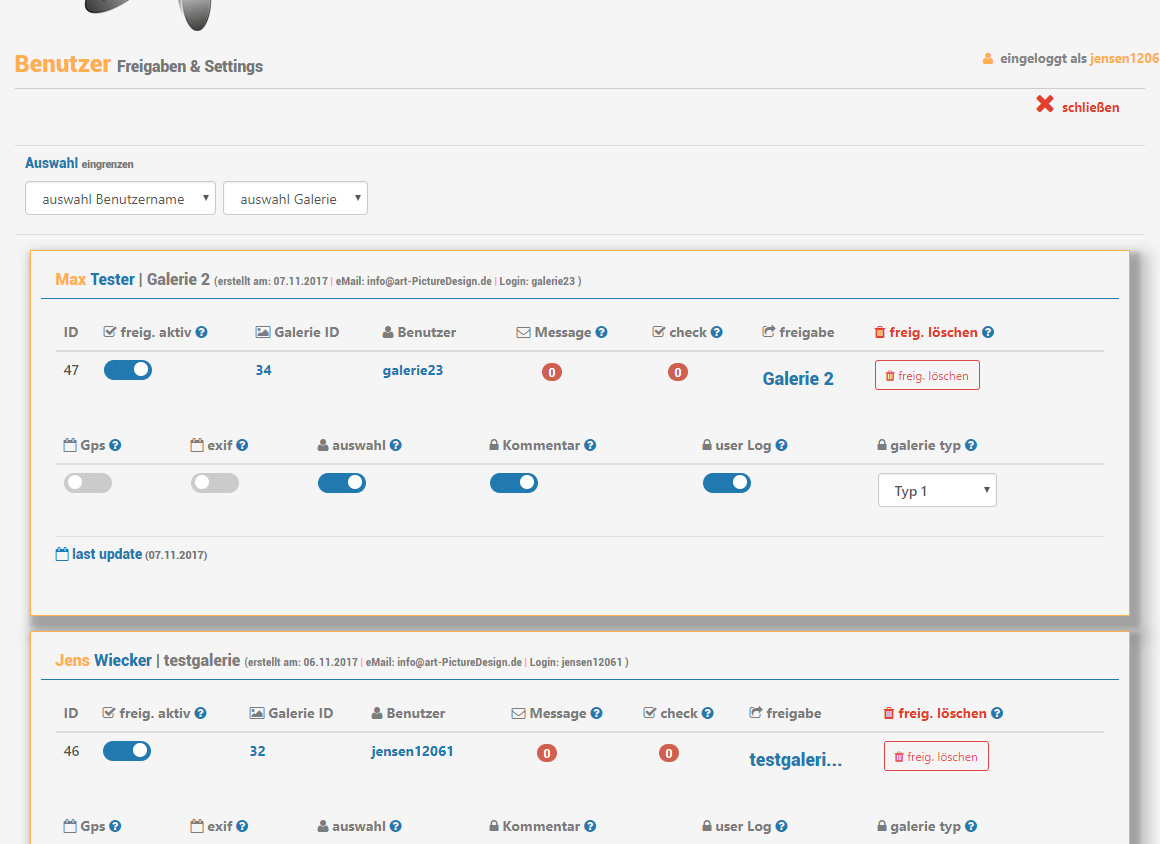 Benutzer Freigaben & Settings
eingeloggt als jensen1206
schließen
Auswahl eingrenzen
auswahl Benutzername auswahl Galerie
Max Tester | Galerie 2 (erstellt am: 07.11.2017 | eMail: info@art-PictureDesign.de | Login: galerie23 )
ID freig. aktiv Galerie ID Benutzer Message check freigabe freig. löschen
47 34 galerie23 0 0 Galerie 2 freig. löschen
Gps exif auswahl Kommentar user Log galerie typ
Typ 1
last update (07.11.2017)
Jens Wiecker | testgalerie (erstellt am: 06.11.2017 | eMail: info@art-PictureDesign.de | Login: jensen12061 )
ID freig. aktiv Galerie ID Benutzer Message check freigabe freig. löschen
46 32 jensen12061 0 0 testgaleri... freig. löschen
Gps exif auswahl Kommentar user Log galerie typ